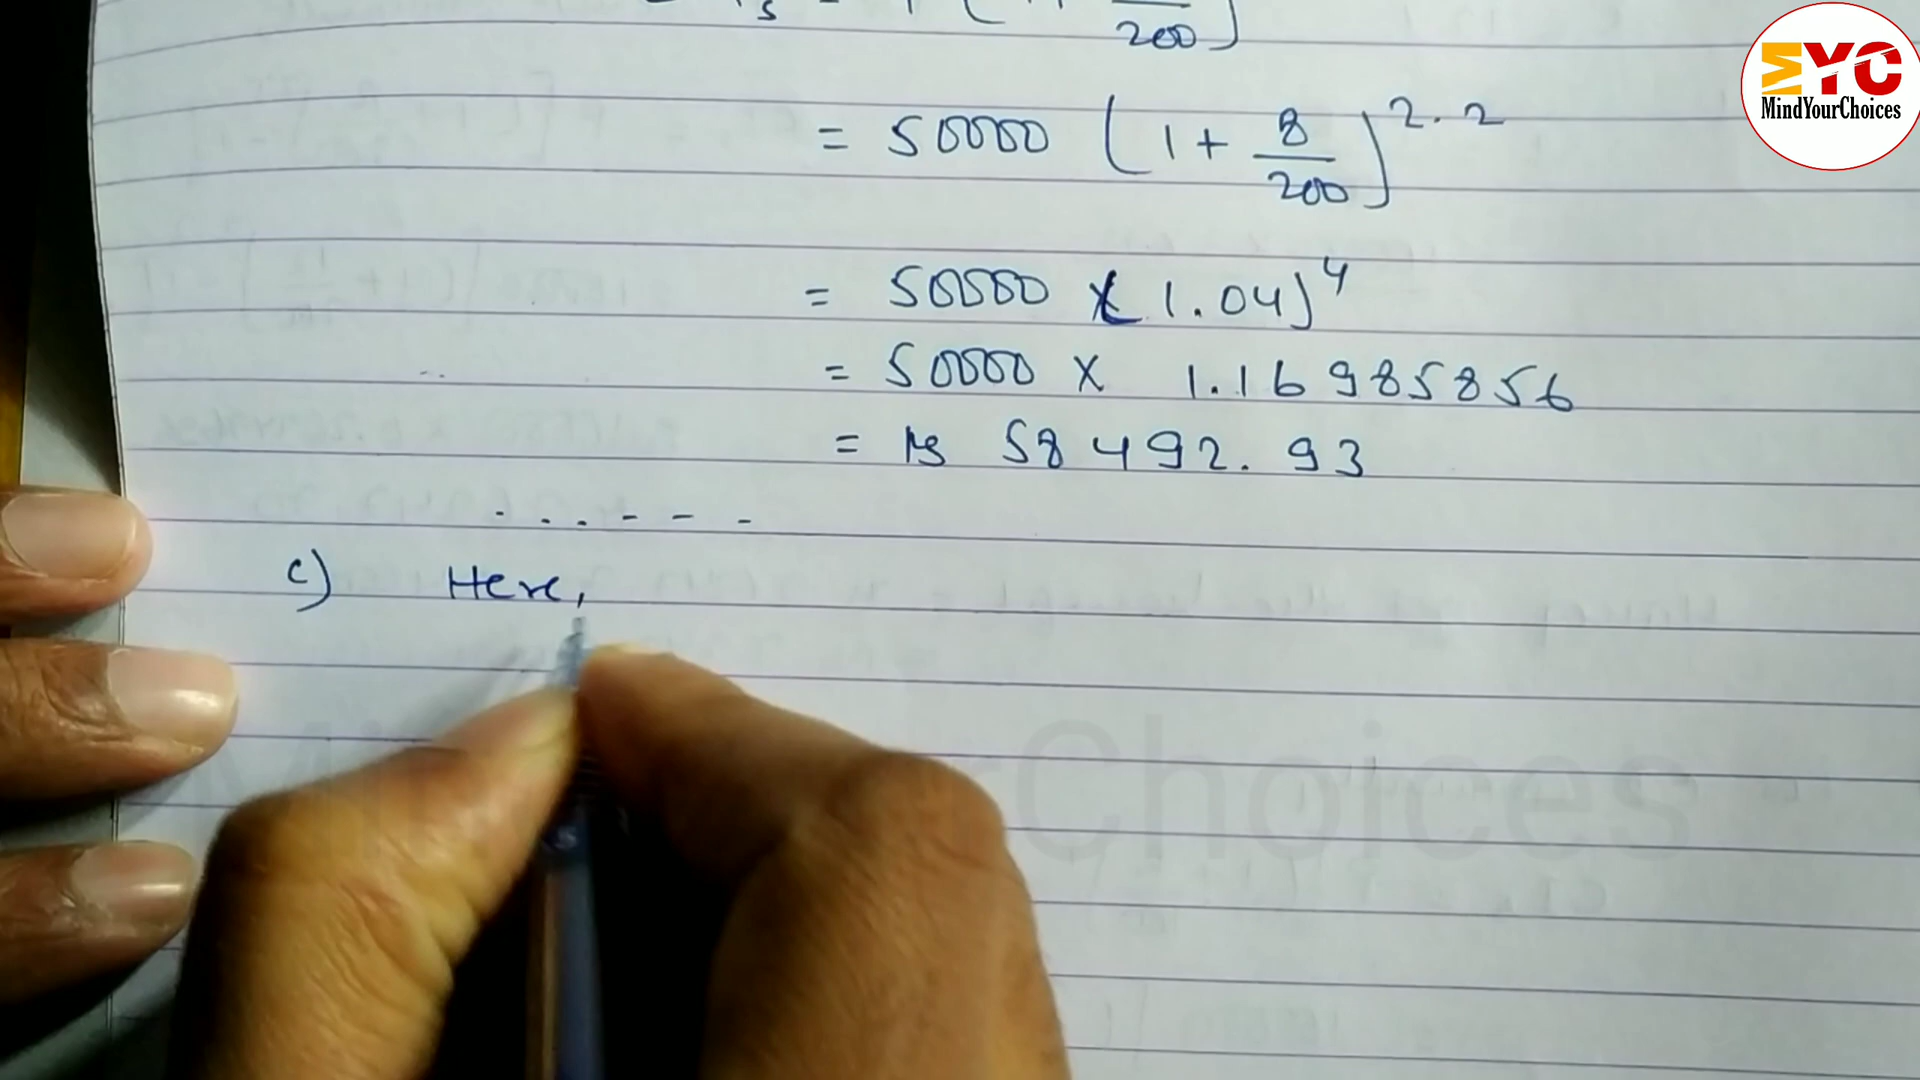 200 )
= 50000 ( 1 + 8/200 )^2.2
= 50000 × (1.04)^4
= 50000 × 1.16985856
= Rs 58492.93
c) Here,
MYC
MindYourChoices